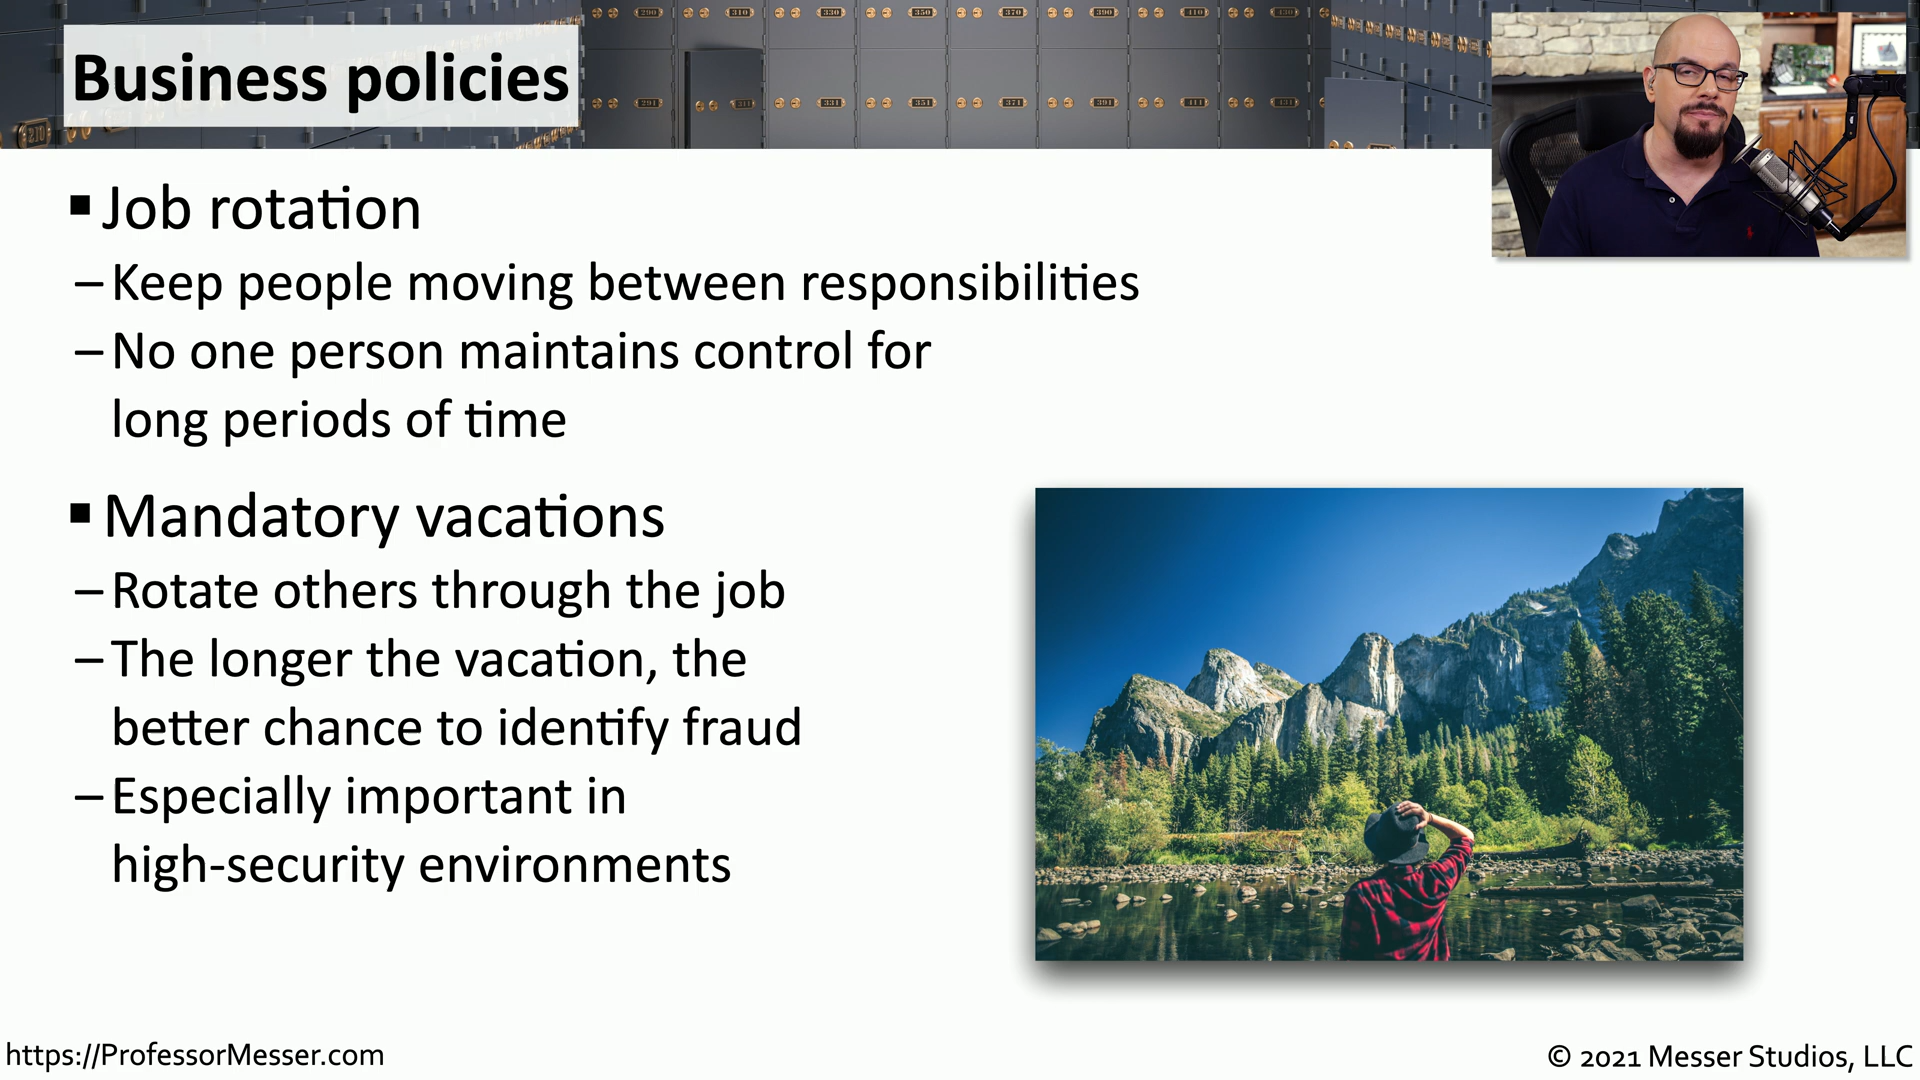 Business policies
▪ Job rotation
– Keep people moving between responsibilities
– No one person maintains control for
long periods of time
▪ Mandatory vacations
– Rotate others through the job
– The longer the vacation, the
better chance to identify fraud
– Especially important in
high-security environments
https://ProfessorMesser.com
© 2021 Messer Studios, LLC